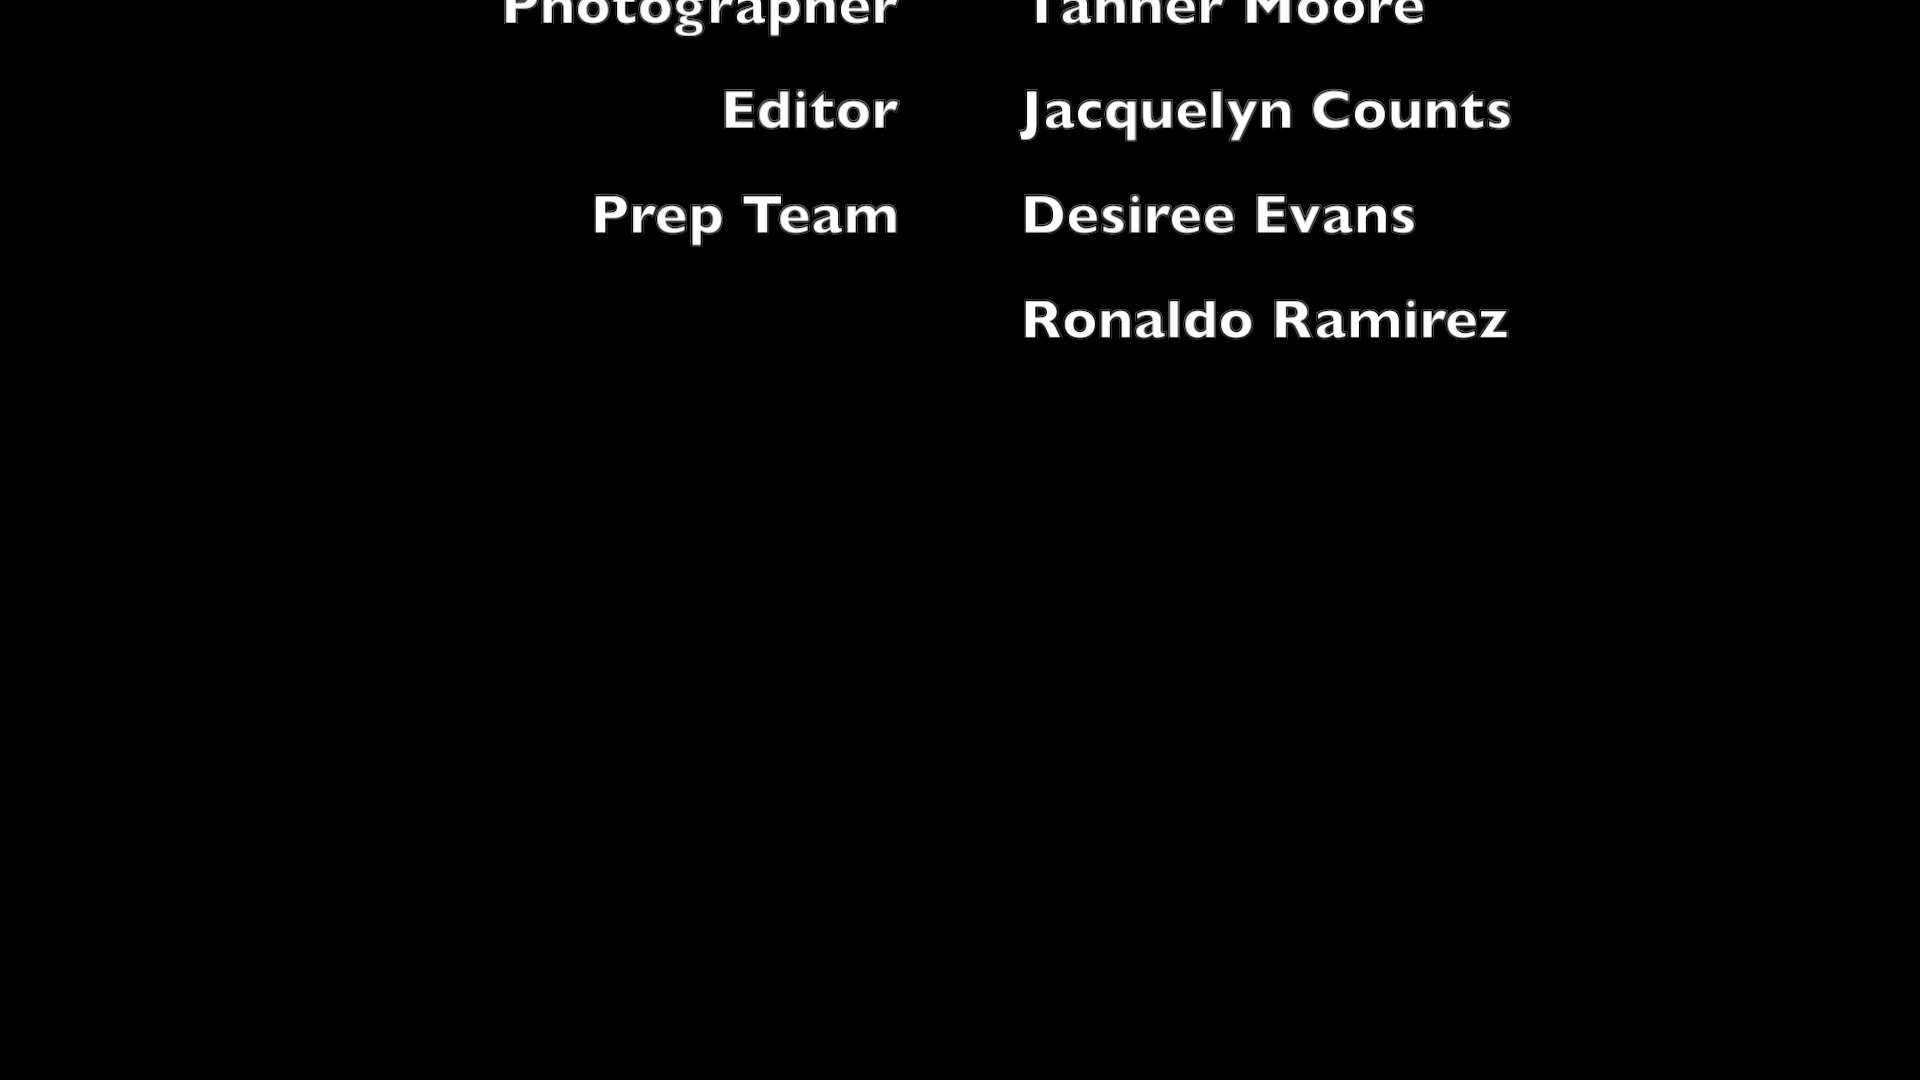 Photographer Tanner Moore
Editor Jacquelyn Counts
Prep Team Desiree Evans
Ronaldo Ramirez